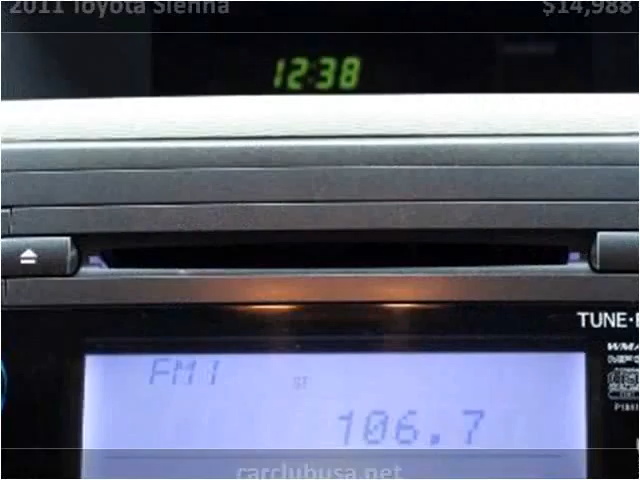 2011 Toyota Sienna $14,988
12:38
TUNE•
FM1
ST
106.7
carclubusa.net